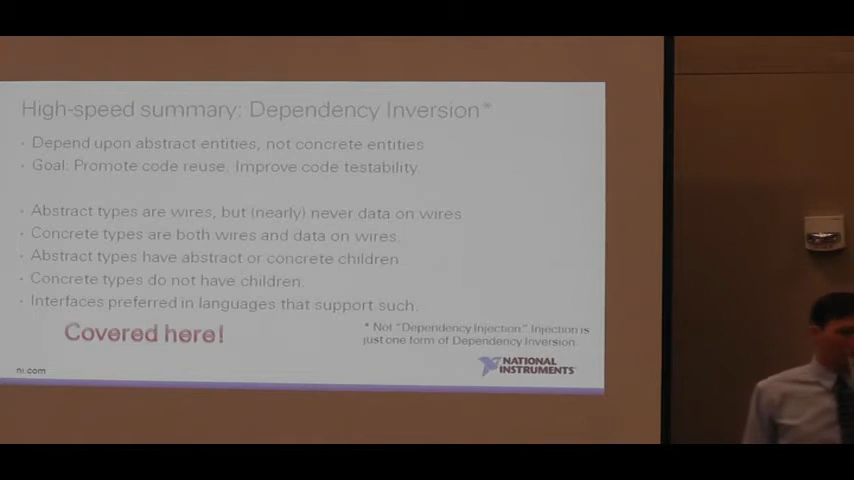 High-speed summary: Dependency Inversion*
· Depend upon abstract entities, not concrete entities
· Goal: Promote code reuse. Improve code testability.
· Abstract types are wires, but (nearly) never data on wires
· Concrete types are both wires and data on wires.
· Abstract types have abstract or concrete children
· Concrete types do not have children.
· Interfaces preferred in languages that support such.
Covered here!
* Not "Dependency Injection." Injection is
just one form of Dependency Inversion.
ni.com
NATIONAL
INSTRUMENTS